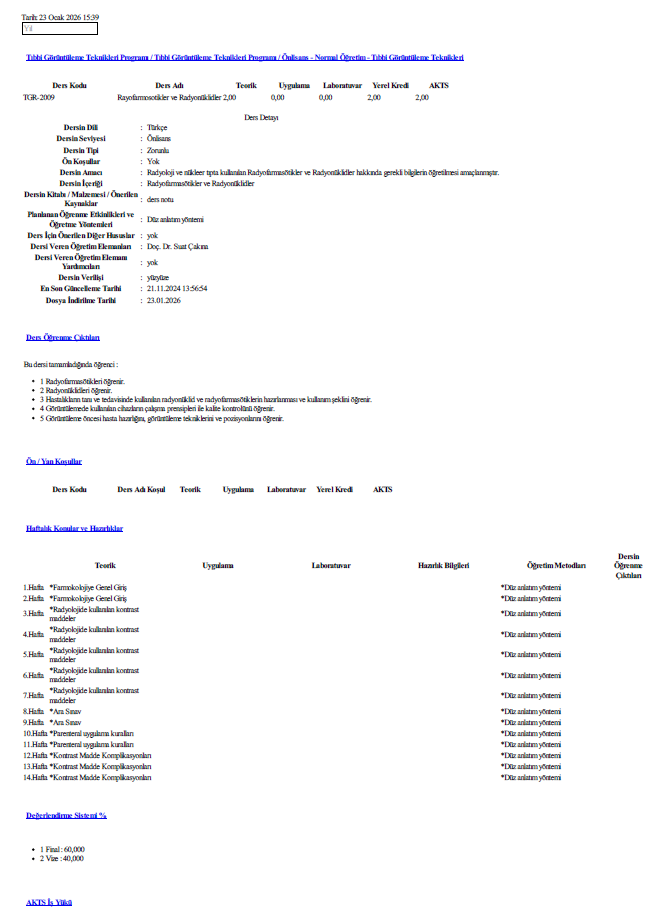 Tarih: 23 Ocak 2026 15:39
Yıl
Tıbbi Görüntüleme Teknikleri Programı / Tıbbi Görüntüleme Teknikleri Programı / Önlisans - Normal Öğretim - Tıbbi Görüntüleme Teknikleri
Ders Kodu Ders Adı Teorik Uygulama Laboratuvar Yerel Kredi AKTS
TGR-2009 Rayofarmosotikler ve Radyonüklidler 2,00 0,00 0,00 2,00 2,00
Ders Detayı
Dersin Dili : Türkçe
Dersin Seviyesi : Önlisans
Dersin Tipi : Zorunlu
Ön Koşullar : Yok
Dersin Amacı : Radyoloji ve nükleer tıpta kullanılan Radyofarmasötikler ve Radyonüklidler hakkında gerekli bilgilerin öğretilmesi amaçlanmıştır.
Dersin İçeriği : Radyofarmasötikler ve Radyonüklidler
Dersin Kitabı / Malzemesi / Önerilen
Kaynaklar : ders notu
Planlanan Öğrenme Etkinlikleri ve
Öğretme Yöntemleri : Düz anlatım yöntemi
Ders İçin Önerilen Diğer Hususlar : yok
Dersi Veren Öğretim Elemanları : Doç. Dr. Suat Çakına
Dersi Veren Öğretim Elemanı
Yardımcıları : yok
Dersin Verilişi : yüzyüze
En Son Güncelleme Tarihi : 21.11.2024 13:56:54
Dosya İndirilme Tarihi : 23.01.2026
Ders Öğrenme Çıktıları
Bu dersi tamamladığında öğrenci :
• 1 Radyofarmasötikleri öğrenir.
• 2 Radyonüklidleri öğrenir.
• 3 Hastalıkların tanı ve tedavisinde kullanılan radyonüklid ve radyofarmasötiklerin hazırlanması ve kullanım şeklini öğrenir.
• 4 Görüntülemede kullanılan cihazların çalışma prensipleri ile kalite kontrolünü öğrenir.
• 5 Görüntüleme öncesi hasta hazırlığını, görüntüleme tekniklerini ve pozisyonlarını öğrenir.
Ön / Yan Koşullar
Ders Kodu Ders Adı Koşul Teorik Uygulama Laboratuvar Yerel Kredi AKTS
Haftalık Konular ve Hazırlıklar
Teorik Uygulama Laboratuvar Hazırlık Bilgileri Öğretim Metodları Dersin
Öğrenme
Çıktıları
1.Hafta *Farmokolojiye Genel Giriş *Düz anlatım yöntemi
2.Hafta *Farmokolojiye Genel Giriş *Düz anlatım yöntemi
3.Hafta *Radyolojide kullanılan kontrast
maddeler *Düz anlatım yöntemi
4.Hafta *Radyolojide kullanılan kontrast
maddeler *Düz anlatım yöntemi
5.Hafta *Radyolojide kullanılan kontrast
maddeler *Düz anlatım yöntemi
6.Hafta *Radyolojide kullanılan kontrast
maddeler *Düz anlatım yöntemi
7.Hafta *Radyolojide kullanılan kontrast
maddeler *Düz anlatım yöntemi
8.Hafta *Ara Sınav *Düz anlatım yöntemi
9.Hafta *Ara Sınav *Düz anlatım yöntemi
10.Hafta *Parenteral uygulama kuralları *Düz anlatım yöntemi
11.Hafta *Parenteral uygulama kuralları *Düz anlatım yöntemi
12.Hafta *Kontrast Madde Komplikasyonları *Düz anlatım yöntemi
13.Hafta *Kontrast Madde Komplikasyonları *Düz anlatım yöntemi
14.Hafta *Kontrast Madde Komplikasyonları *Düz anlatım yöntemi
Değerlendirme Sistemi %
• 1 Final : 60,000
• 2 Vize : 40,000
AKTS İş Yükü